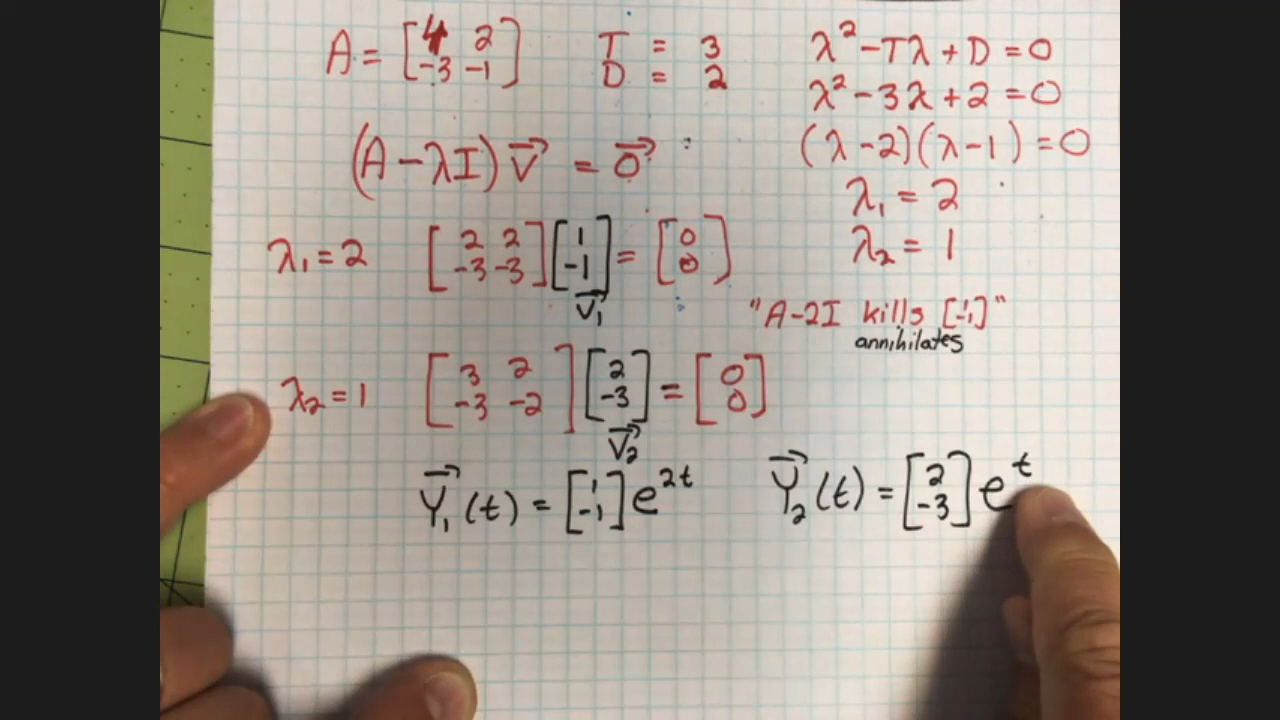 A = [4 2; -3 -1]
T = 3
D = 2
λ² - Tλ + D = 0
λ² - 3λ + 2 = 0
(λ - 2)(λ - 1) = 0
λ₁ = 2
λ₂ = 1
(A - λI) V⃗ = 0⃗
λ₁ = 2 [2 2; -3 -3] [1; -1] = [0; 0]
V⃗₁
"A-2I kills [1; -1]"
annihilates
λ₂ = 1 [3 2; -3 -2] [2; -3] = [0; 0]
V⃗₂
Y⃗₁(t) = [1; -1] e^{2t}
Y⃗₂(t) = [2; -3] e^{t}